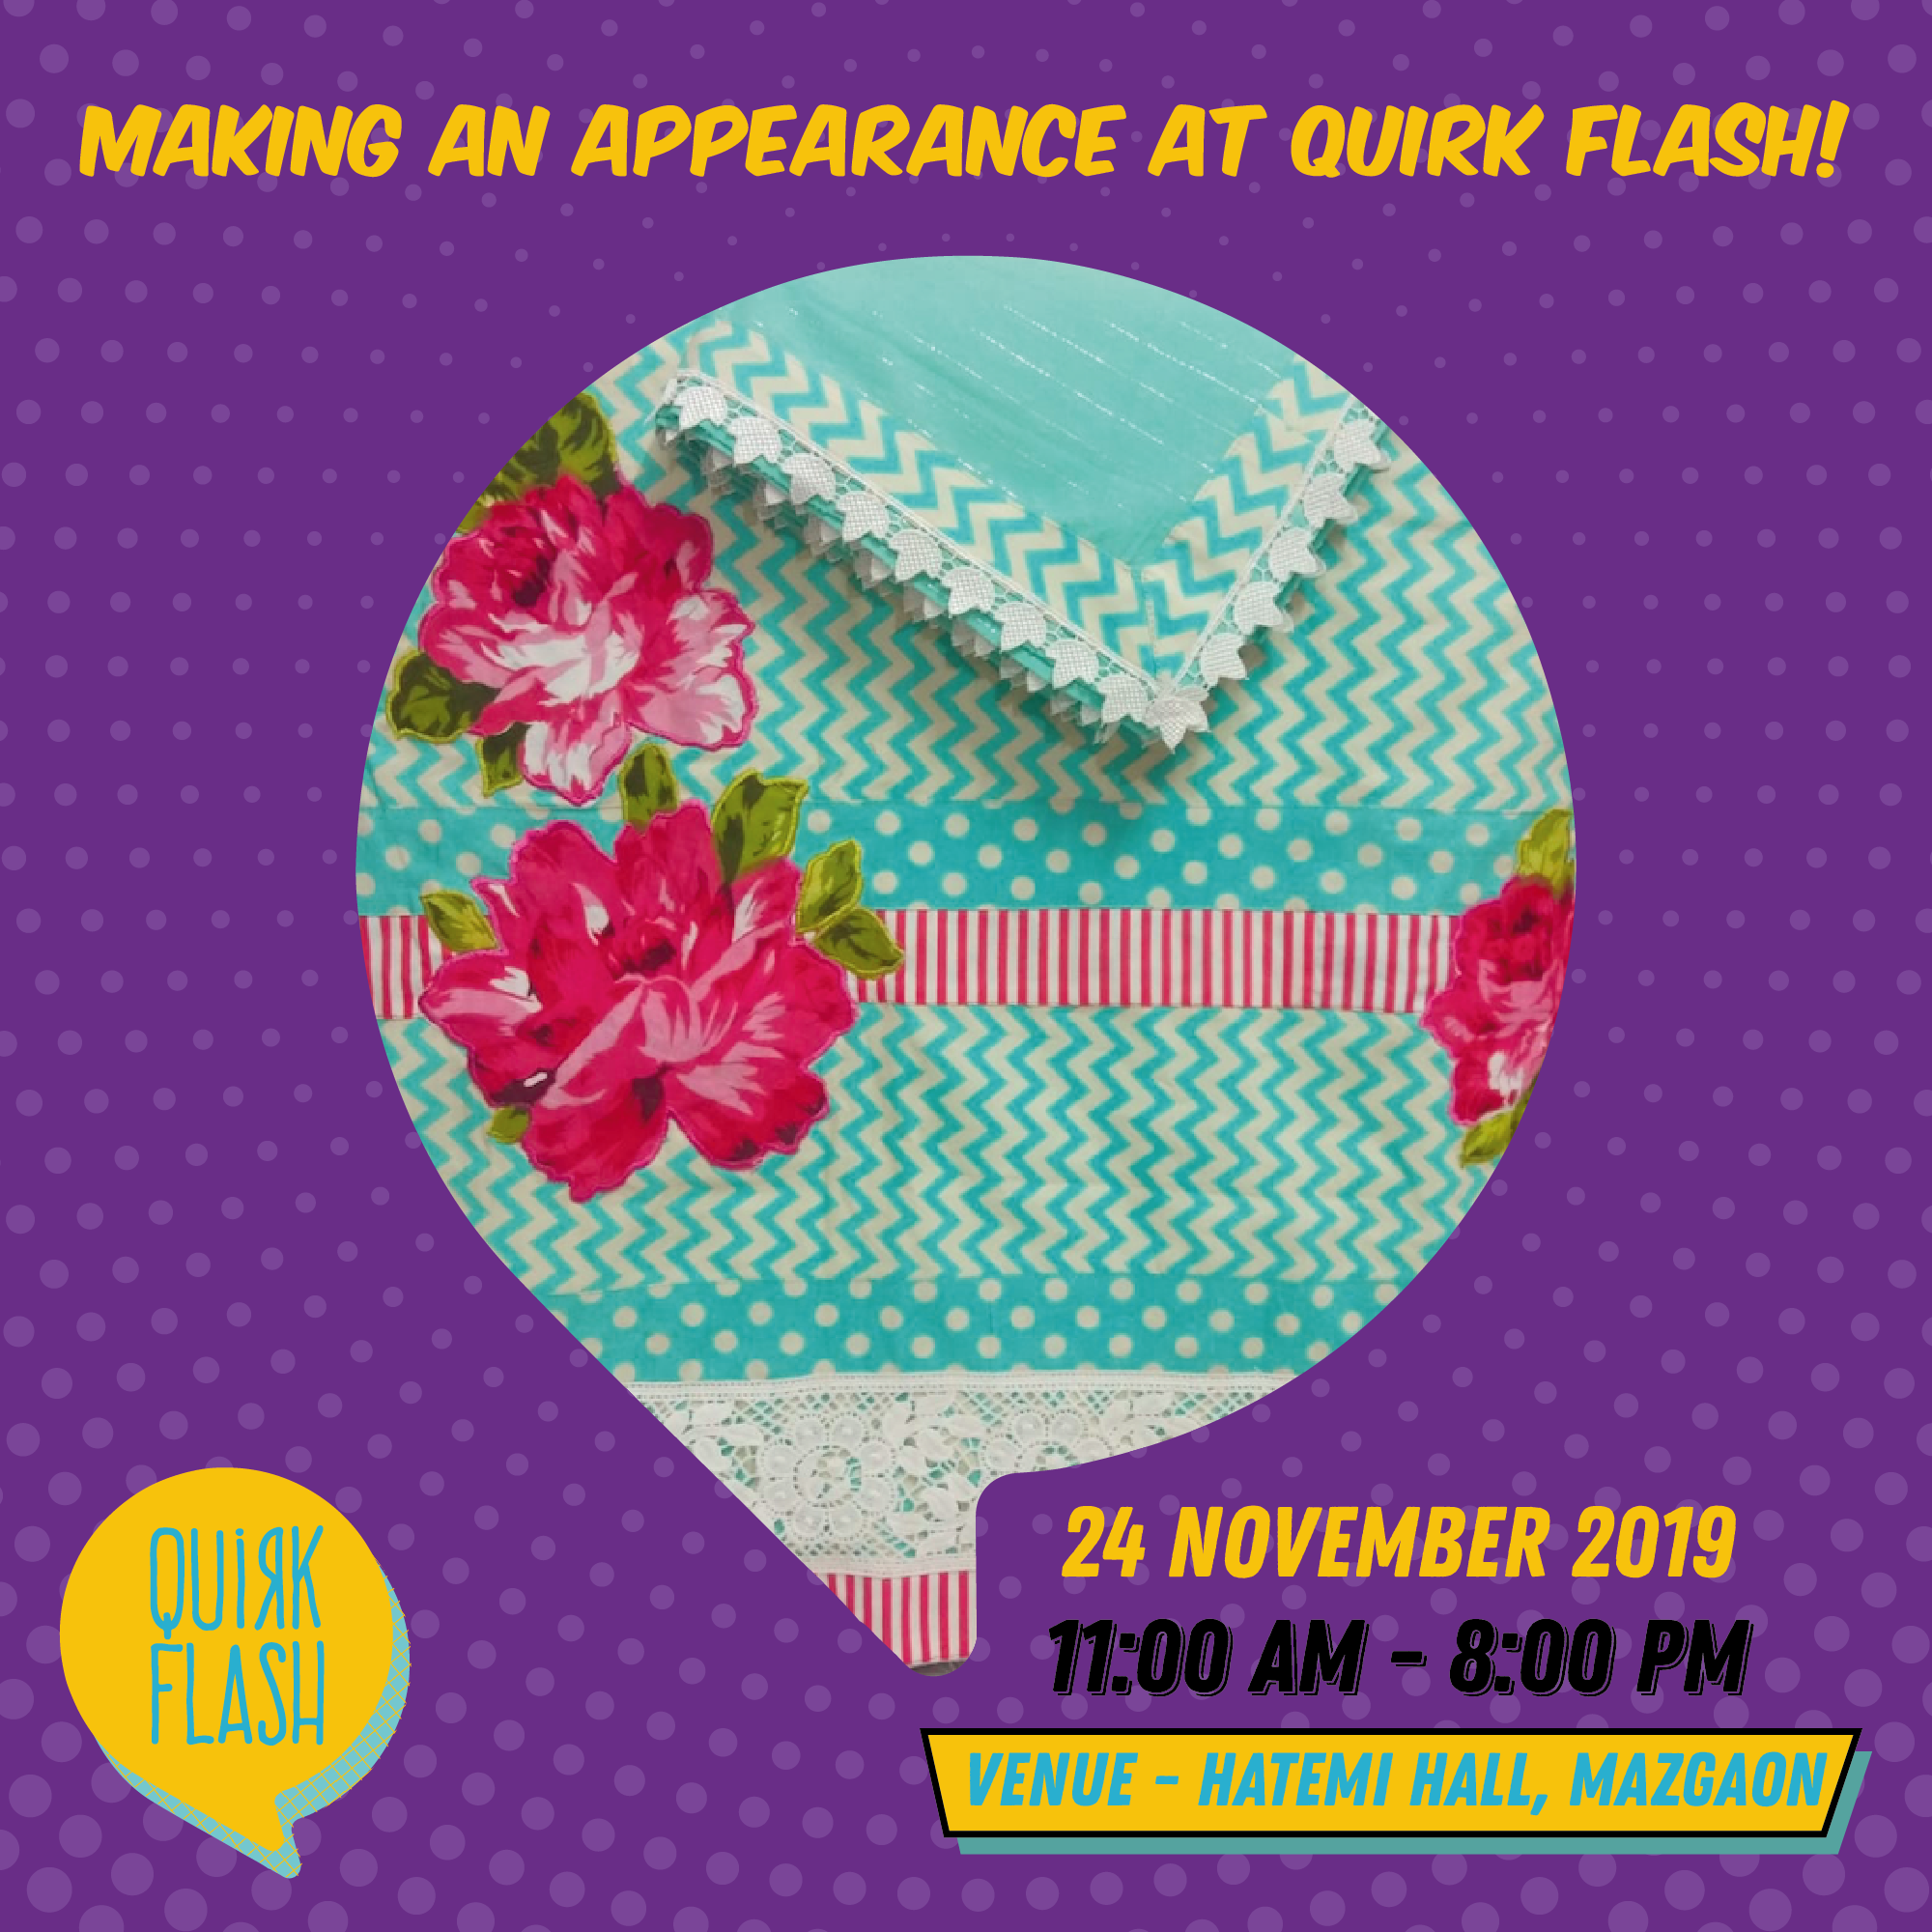 MAKING AN APPEARANCE AT QUIRK FLASH!
24 NOVEMBER 2019
11:00 AM - 8:00 PM
VENUE - HATEMI HALL, MAZGAON
QUiRK
FLASH